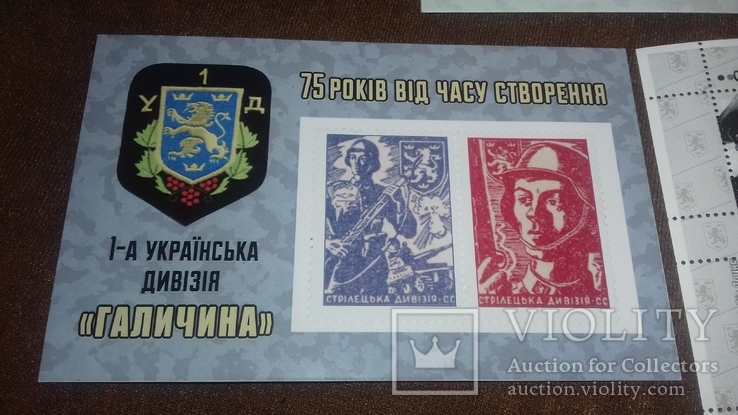 1
У Д
75 РОКІВ ВІД ЧАСУ СТВОРЕННЯ
1-А УКРАЇНСЬКА
ДИВІЗІЯ
«ГАЛИЧИНА»
СТРІЛЕЦЬКА ДИВІЗІЯ-СС
СТРІЛЕЦЬКА ДИВІЗІЯ-СС
VIOLITY
Auction for Collectors
auction.violity.com